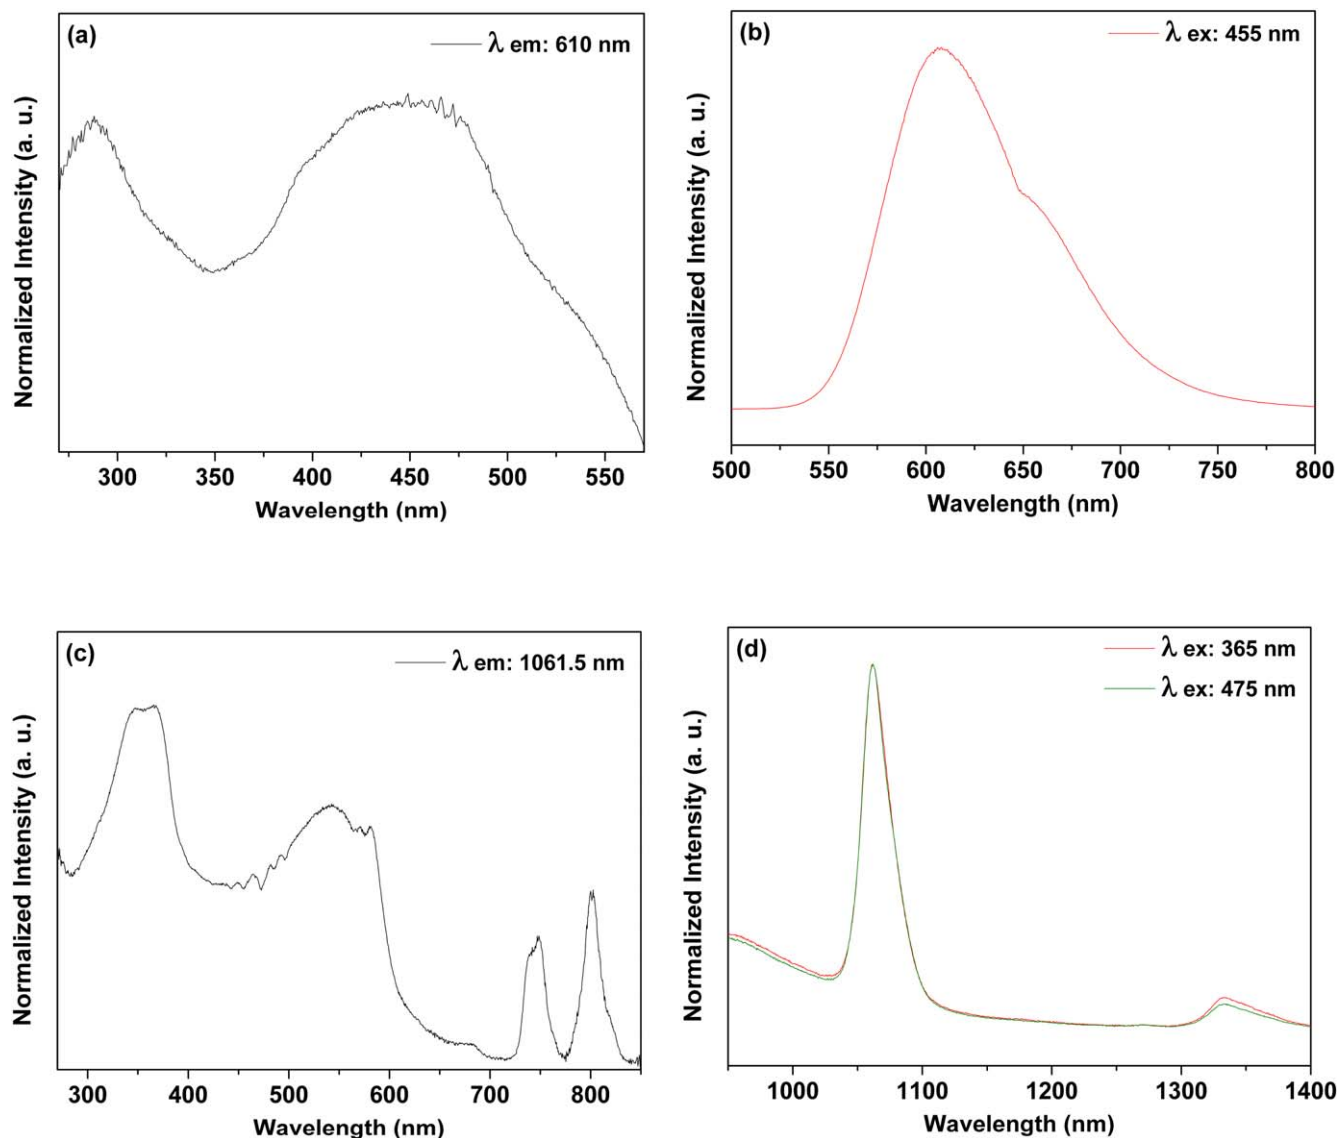 (a)
λ em: 610 nm
Normalized Intensity (a. u.)
300 350 400 450 500 550
Wavelength (nm)
(b)
λ ex: 455 nm
Normalized Intensity (a. u.)
500 550 600 650 700 750 800
Wavelength (nm)
(c)
λ em: 1061.5 nm
Normalized Intensity (a. u.)
300 400 500 600 700 800
Wavelength (nm)
(d)
λ ex: 365 nm
λ ex: 475 nm
Normalized Intensity (a. u.)
1000 1100 1200 1300 1400
Wavelength (nm)